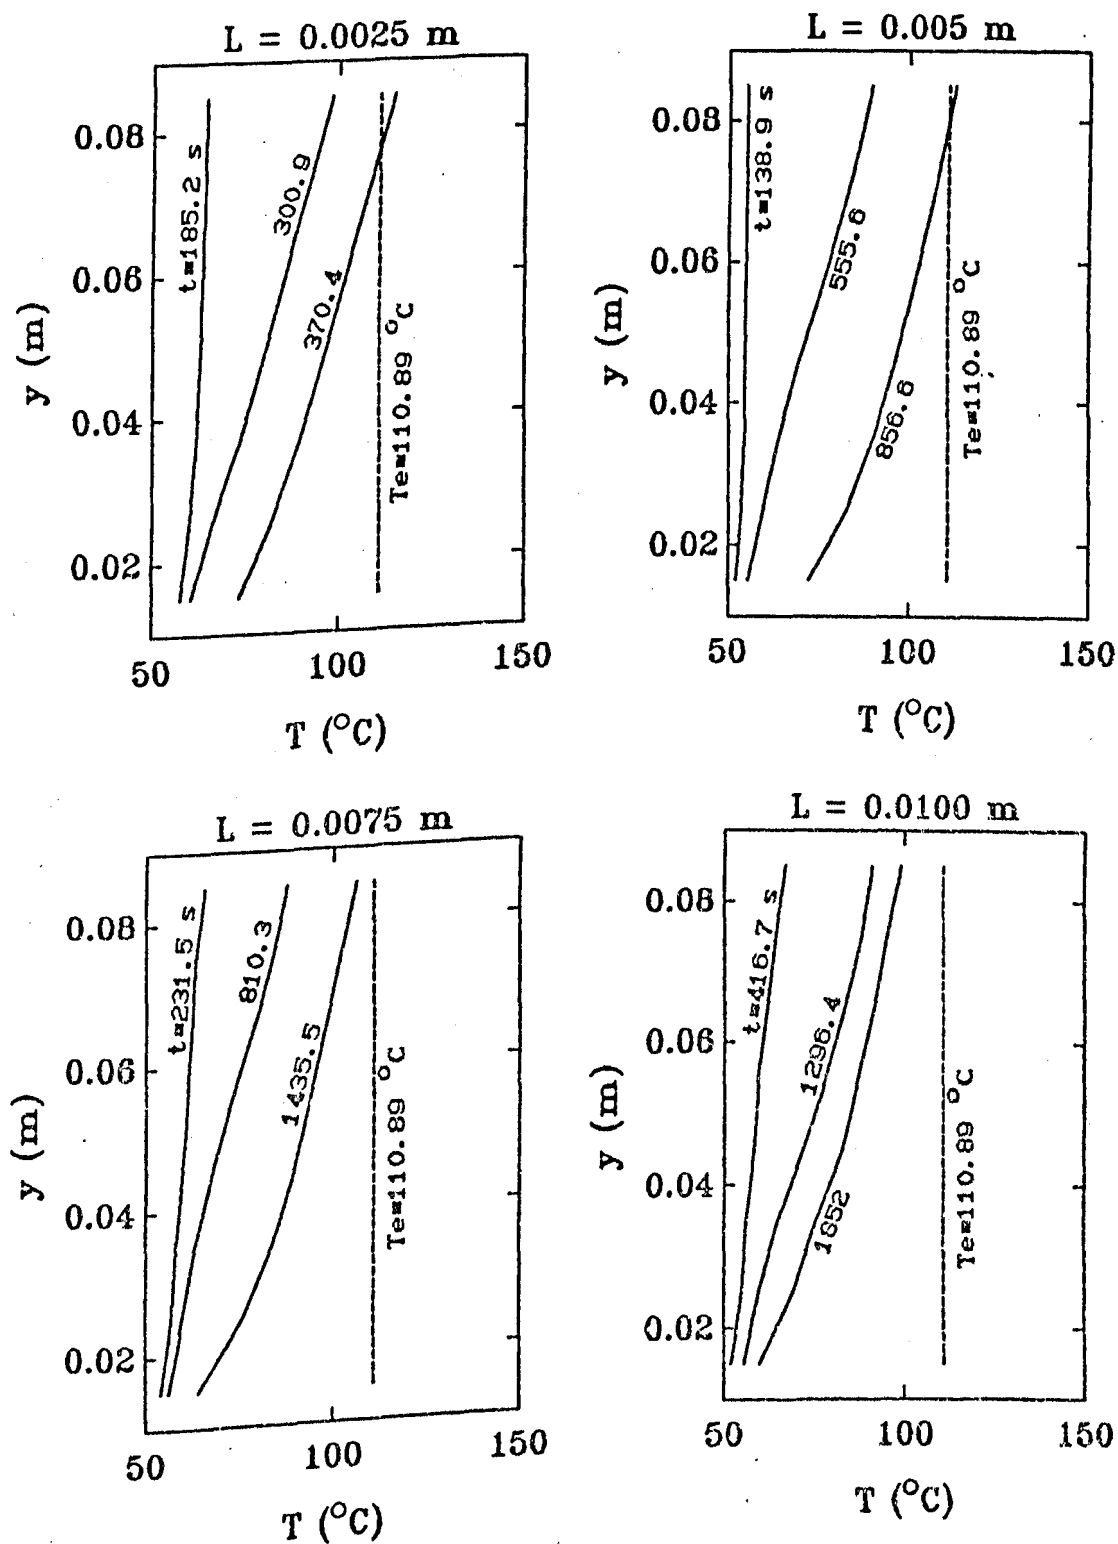 L = 0.0025 m
0.08
0.06
0.04
0.02
y (m)
t=185.2 s
300.9
370.4
Te=110.89 °C
50
100
150
T (°C)
L = 0.005 m
0.08
0.06
0.04
0.02
y (m)
t=138.9 s
555.6
856.6
Te=110.89 °C
50
100
150
T (°C)
L = 0.0075 m
0.08
0.06
0.04
0.02
y (m)
t=231.5 s
810.3
1435.5
Te=110.89 °C
50
100
150
T (°C)
L = 0.0100 m
0.08
0.06
0.04
0.02
y (m)
t=416.7 s
1296.4
1852
Te=110.89 °C
50
100
150
T (°C)